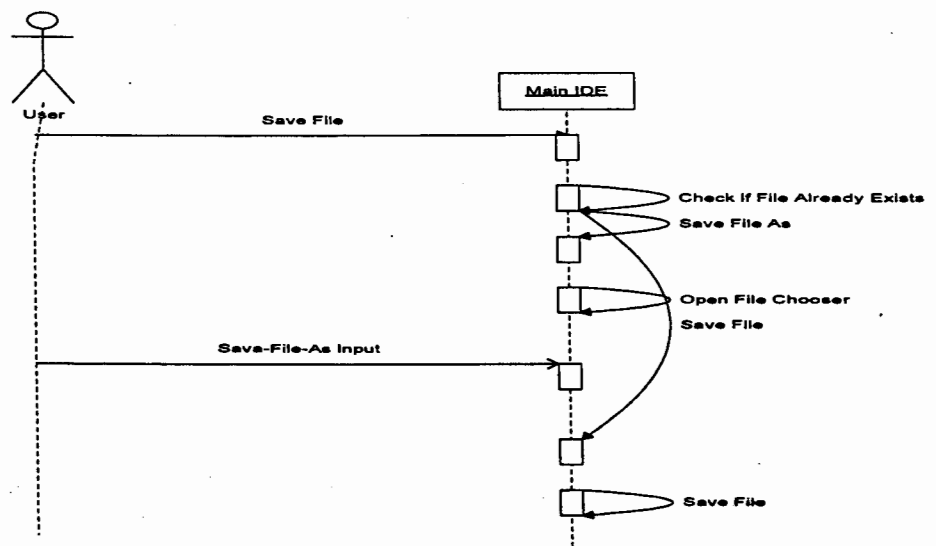 User
Main IDE
Save File
Check If File Already Exists
Save File As
Open File Chooser
Save File
Sava-File-As Input
Save File